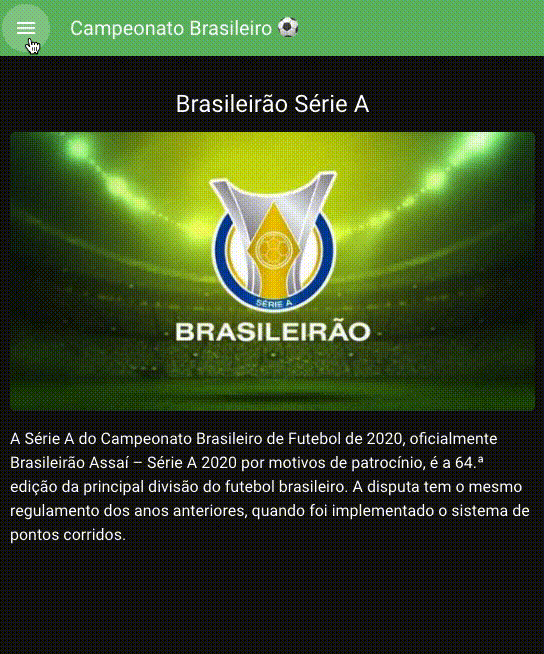 Campeonato Brasileiro ⚽
Brasileirão Série A
SÉRIE A
BRASILEIRÃO
A Série A do Campeonato Brasileiro de Futebol de 2020, oficialmente
Brasileirão Assaí – Série A 2020 por motivos de patrocínio, é a 64.ª
edição da principal divisão do futebol brasileiro. A disputa tem o mesmo
regulamento dos anos anteriores, quando foi implementado o sistema de
pontos corridos.